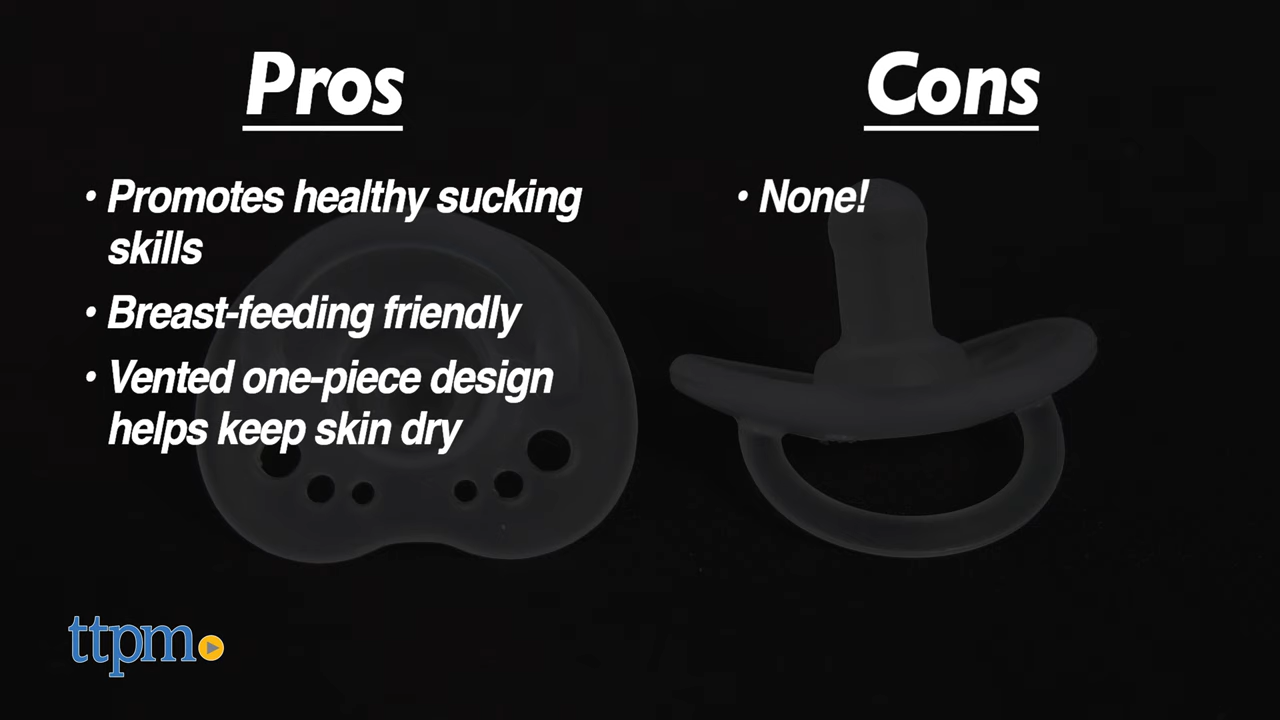 Pros
• Promotes healthy sucking
skills
• Breast-feeding friendly
• Vented one-piece design
helps keep skin dry
Cons
• None!
ttpm